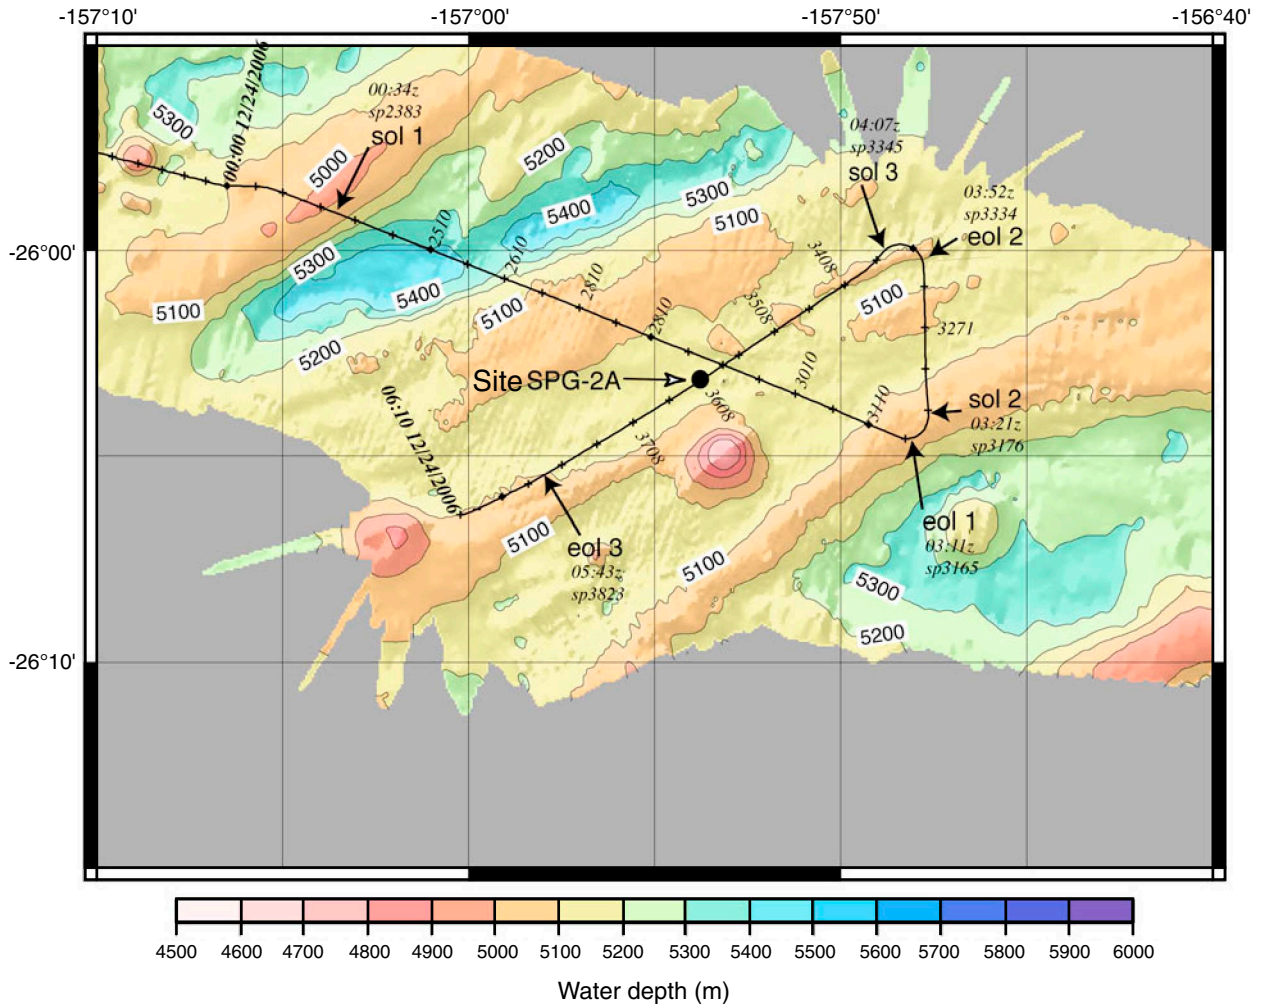 -157°10'
-157°00'
-157°50'
-156°40'
00:00 12/24/2006
00:34z
sp2383
sol 1
5300
5000
5200
04:07z
sp3345
sol 3
03:52z
sp3334
eol 2
5300
5400
5100
2510
2610
3408
-26°00'
5300
5400
5100
2810
5100
5100
3508
2810
3271
5200
Site SPG-2A
3010
3608
3110
sol 2
03:21z
sp3176
06:10 12/24/2006
3708
5100
eol 3
05:43z
sp3823
5100
eol 1
03:11z
sp3165
5300
5200
-26°10'
4500 4600 4700 4800 4900 5000 5100 5200 5300 5400 5500 5600 5700 5800 5900 6000
Water depth (m)